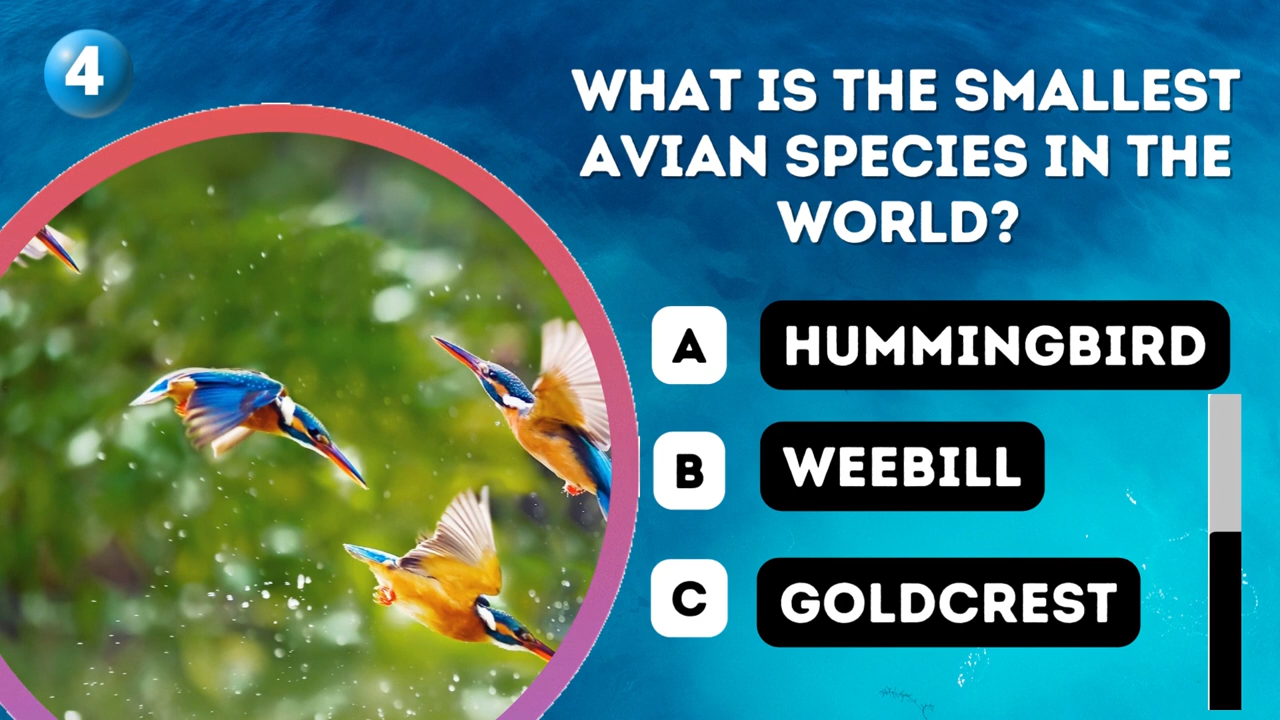 4
WHAT IS THE SMALLEST
AVIAN SPECIES IN THE
WORLD?
A HUMMINGBIRD
B WEEBILL
C GOLDCREST